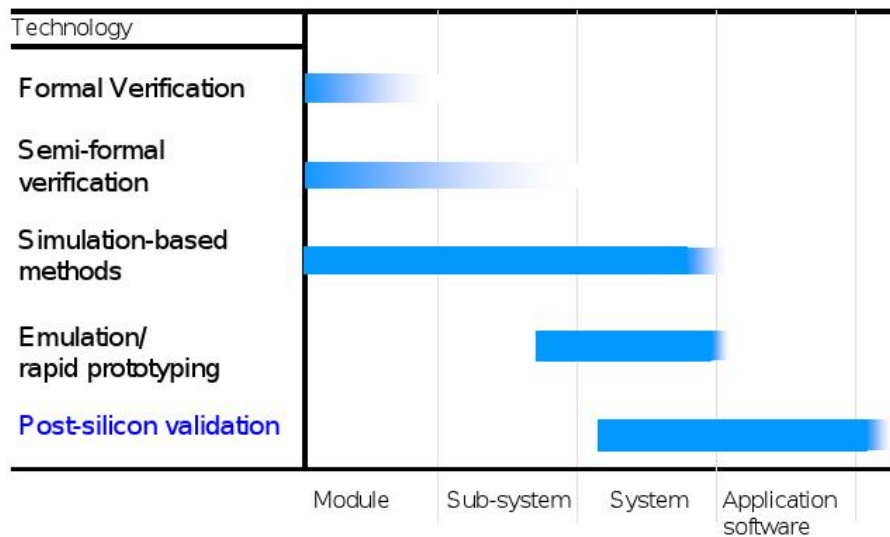 Technology
Formal Verification
Semi-formal
verification
Simulation-based
methods
Emulation/
rapid prototyping
Post-silicon validation
Module
Sub-system
System
Application
software